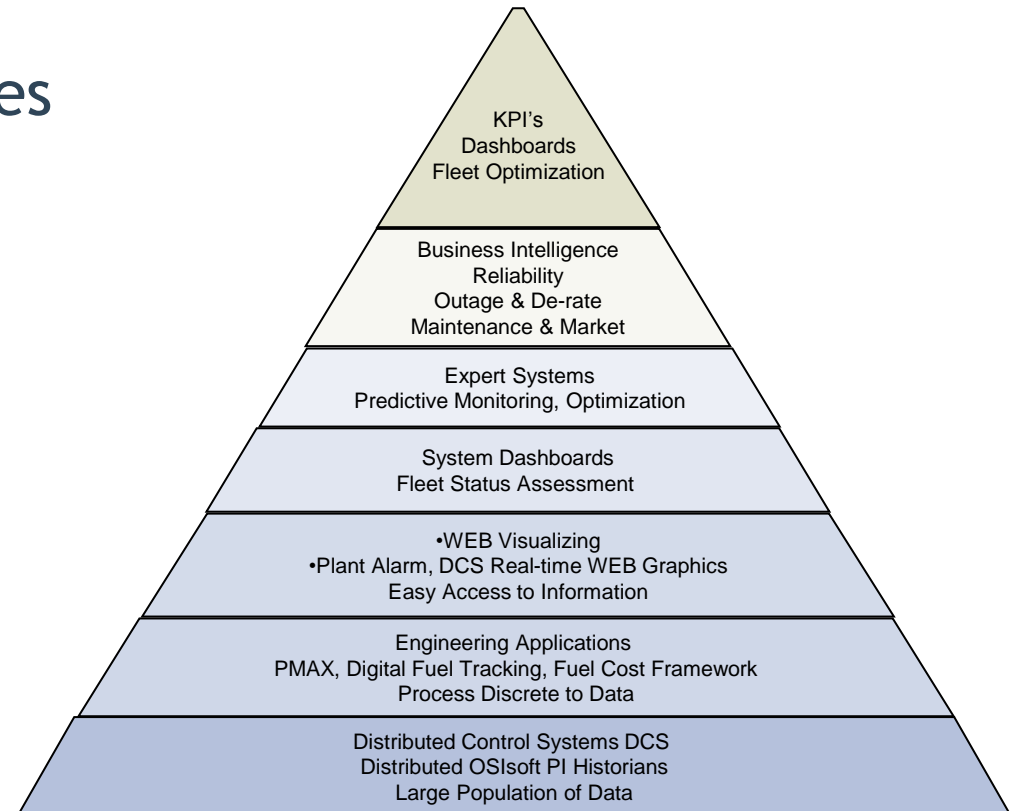 es
KPI's
Dashboards
Fleet Optimization
Business Intelligence
Reliability
Outage & De-rate
Maintenance & Market
Expert Systems
Predictive Monitoring, Optimization
System Dashboards
Fleet Status Assessment
•WEB Visualizing
•Plant Alarm, DCS Real-time WEB Graphics
Easy Access to Information
Engineering Applications
PMAX, Digital Fuel Tracking, Fuel Cost Framework
Process Discrete to Data
Distributed Control Systems DCS
Distributed OSIsoft PI Historians
Large Population of Data